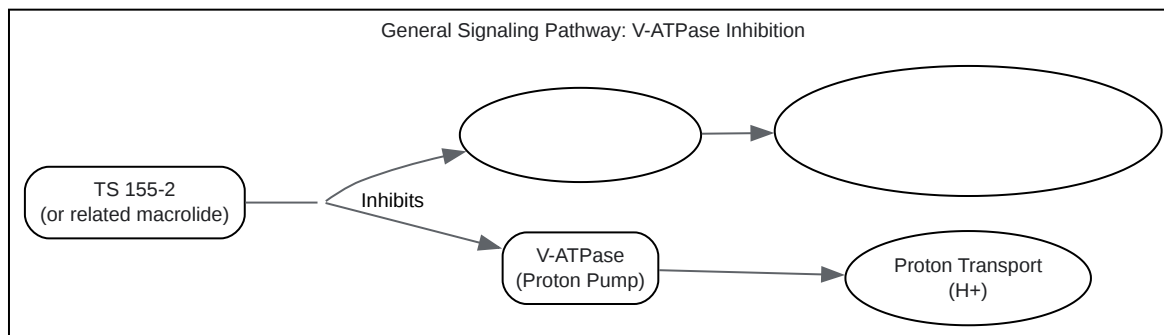 General Signaling Pathway: V-ATPase Inhibition
TS 155-2
(or related macrolide)
Inhibits
V-ATPase
(Proton Pump)
Proton Transport
(H+)